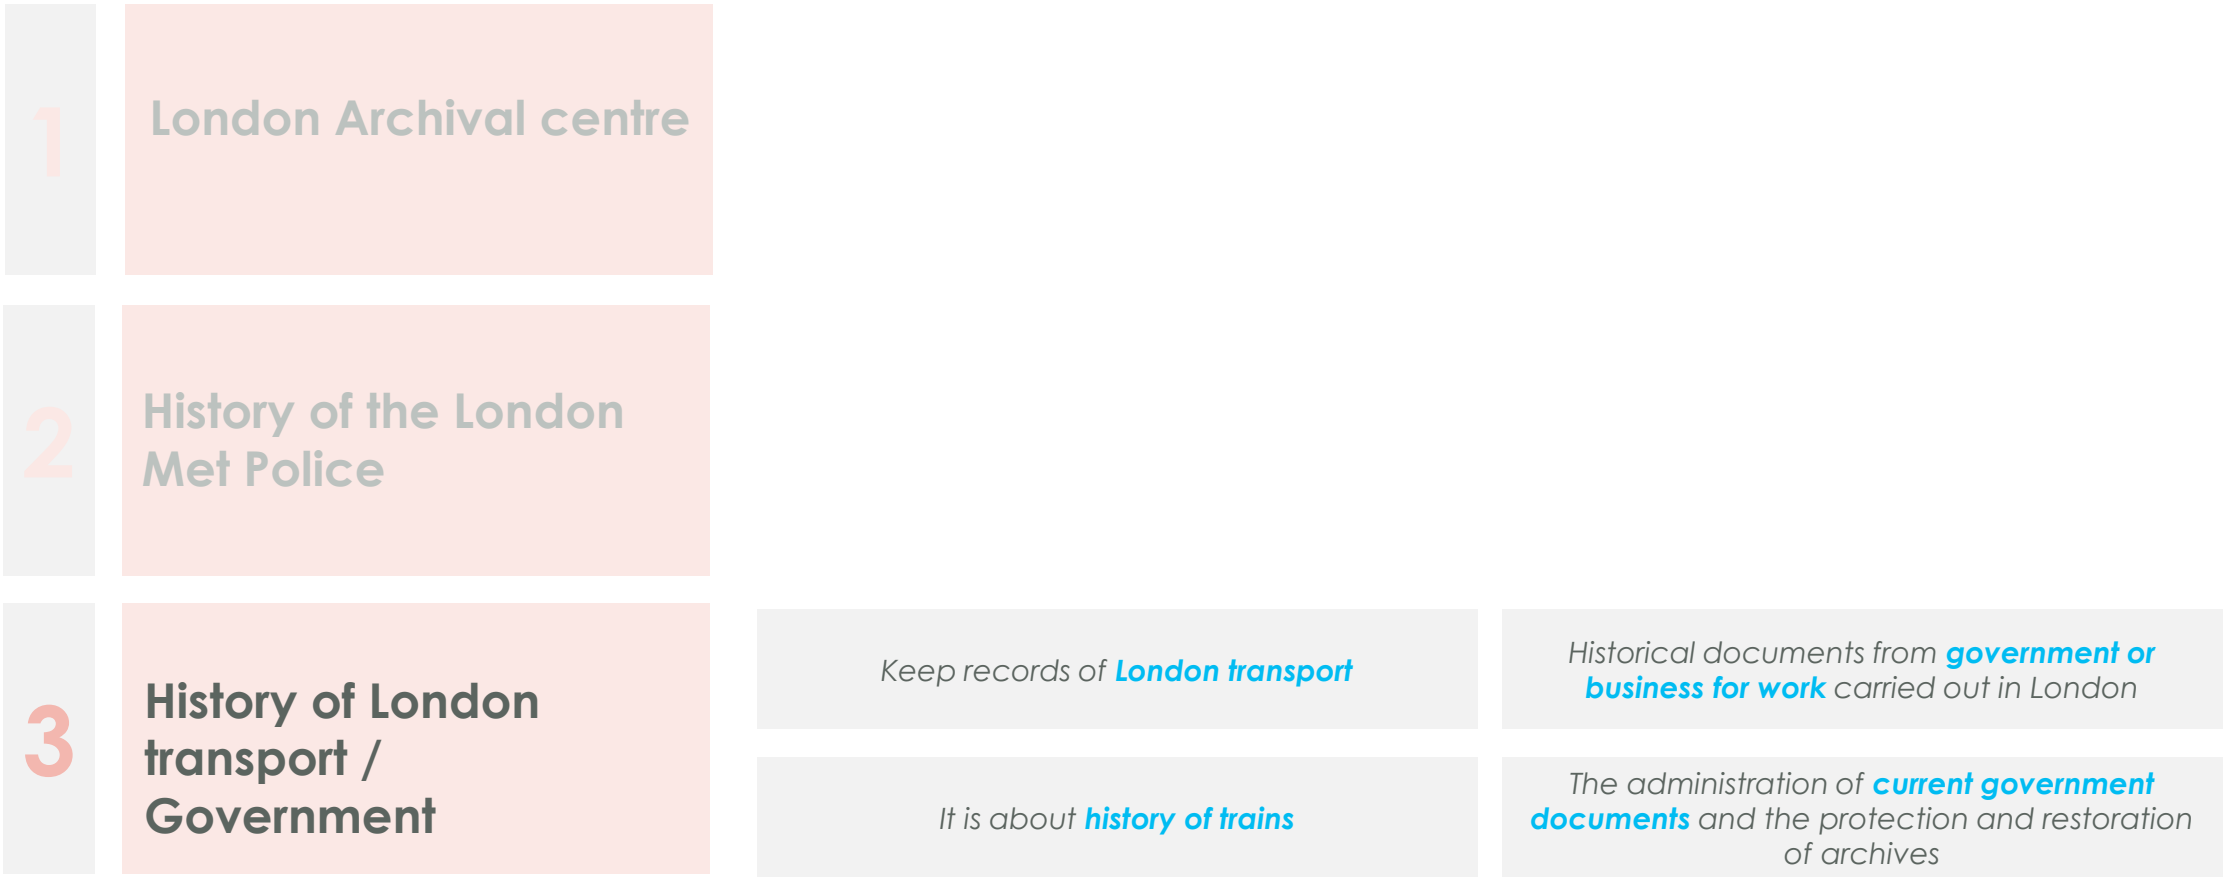 1
London Archival centre
2
History of the London
Met Police
3
History of London
transport /
Government
Keep records of London transport
Historical documents from government or
business for work carried out in London
It is about history of trains
The administration of current government
documents and the protection and restoration
of archives